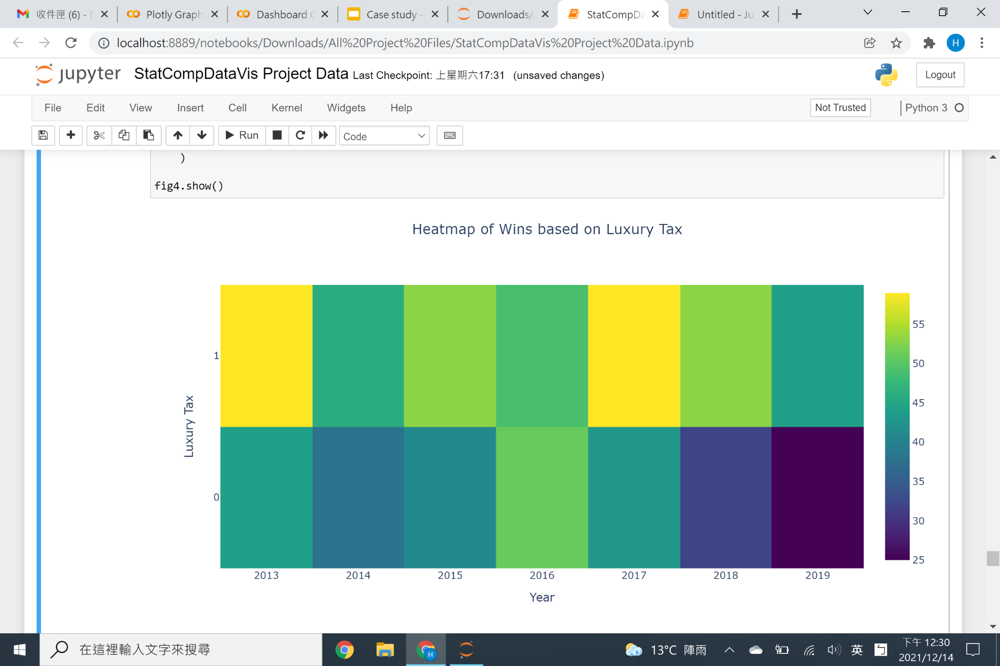 收件匣 (6) - h
Plotly Graph
Dashboard C
Case study -
Downloads/
StatCompDa
Untitled - Ju
localhost:8889/notebooks/Downloads/All%20Project%20Files/StatCompDataVis%20Project%20Data.ipynb
H
jupyter StatCompDataVis Project Data Last Checkpoint: 上星期六17:31 (unsaved changes)
Logout
File Edit View Insert Cell Kernel Widgets Help
Not Trusted
Python 3
Run
Code
)
fig4.show()
Heatmap of Wins based on Luxury Tax
Luxury Tax
1
0
55
50
45
40
35
30
25
2013 2014 2015 2016 2017 2018 2019
Year
在這裡輸入文字來搜尋
H
13°C 陣雨
英
ㄅ
下午 12:30
2021/12/14